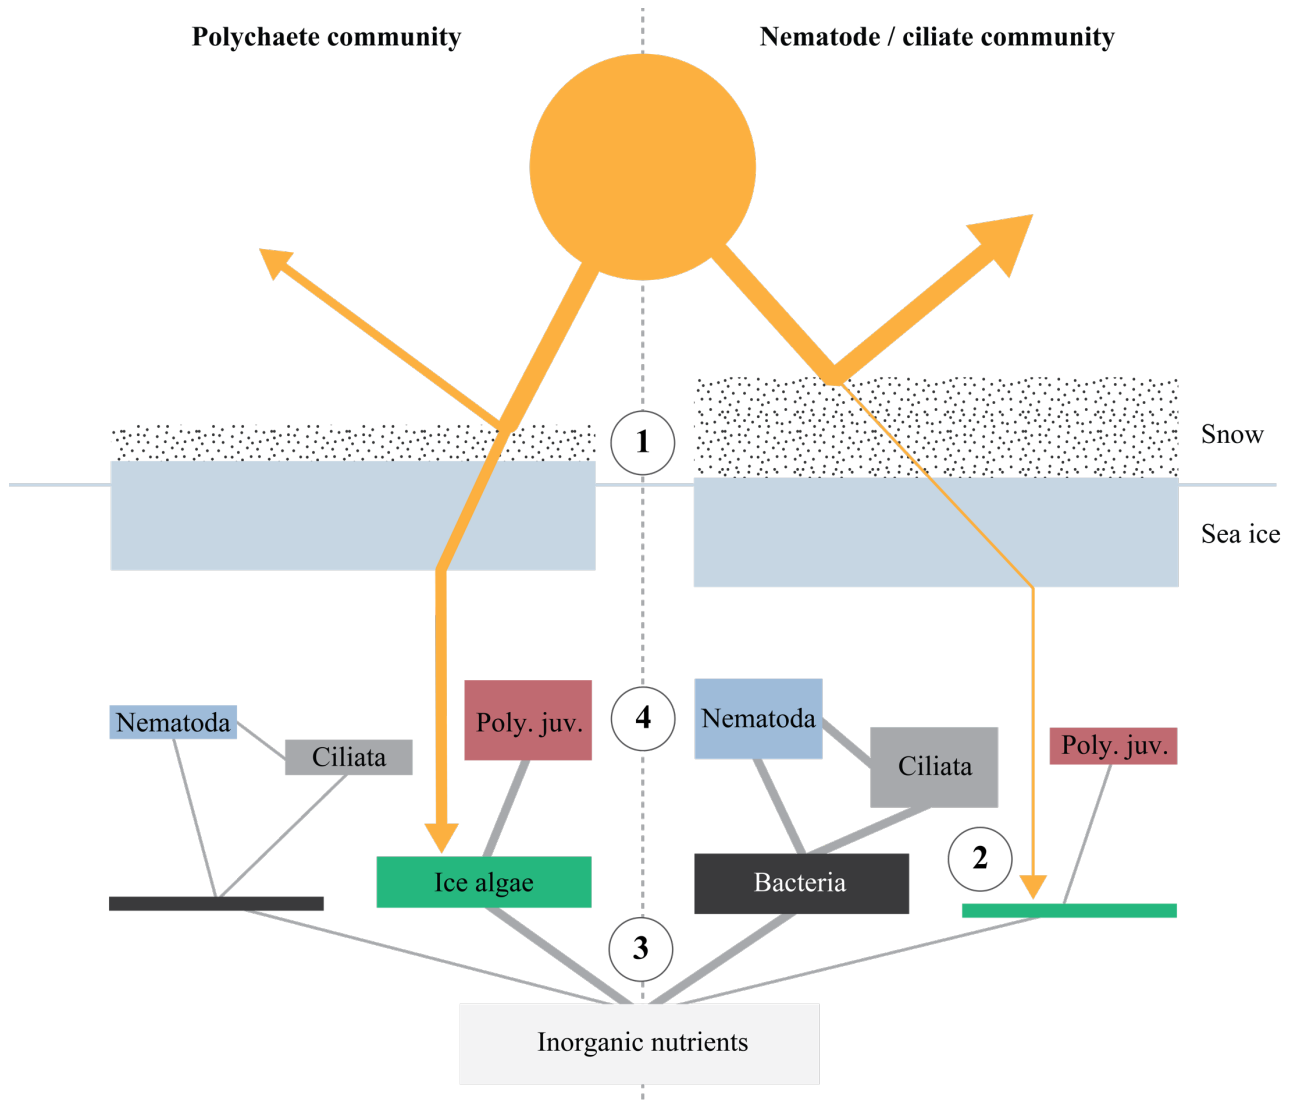 Polychaete community
Nematode / ciliate community
1
Snow
Sea ice
Nematoda
Ciliata
Poly. juv.
4
Nematoda
Ciliata
Poly. juv.
Ice algae
Bacteria
2
3
Inorganic nutrients